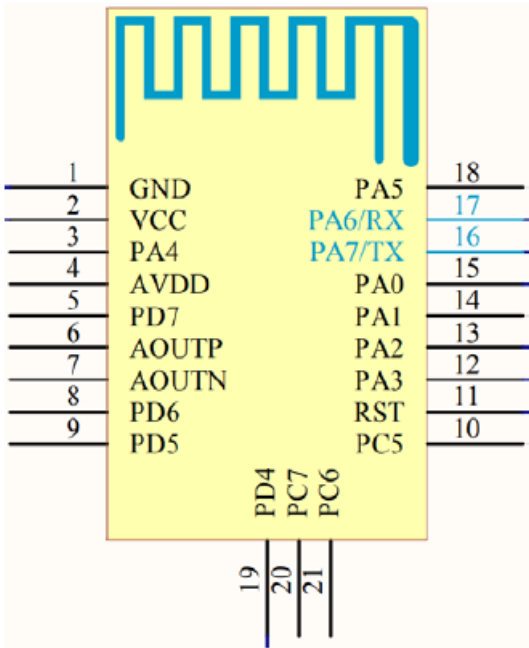 1 GND PA5 18
2 VCC PA6/RX 17
3 PA4 PA7/TX 16
4 AVDD PA0 15
5 PD7 PA1 14
6 AOUTP PA2 13
7 AOUTN PA3 12
8 PD6 RST 11
9 PD5 PC5 10
PD4 PC7 PC6
19 20 21